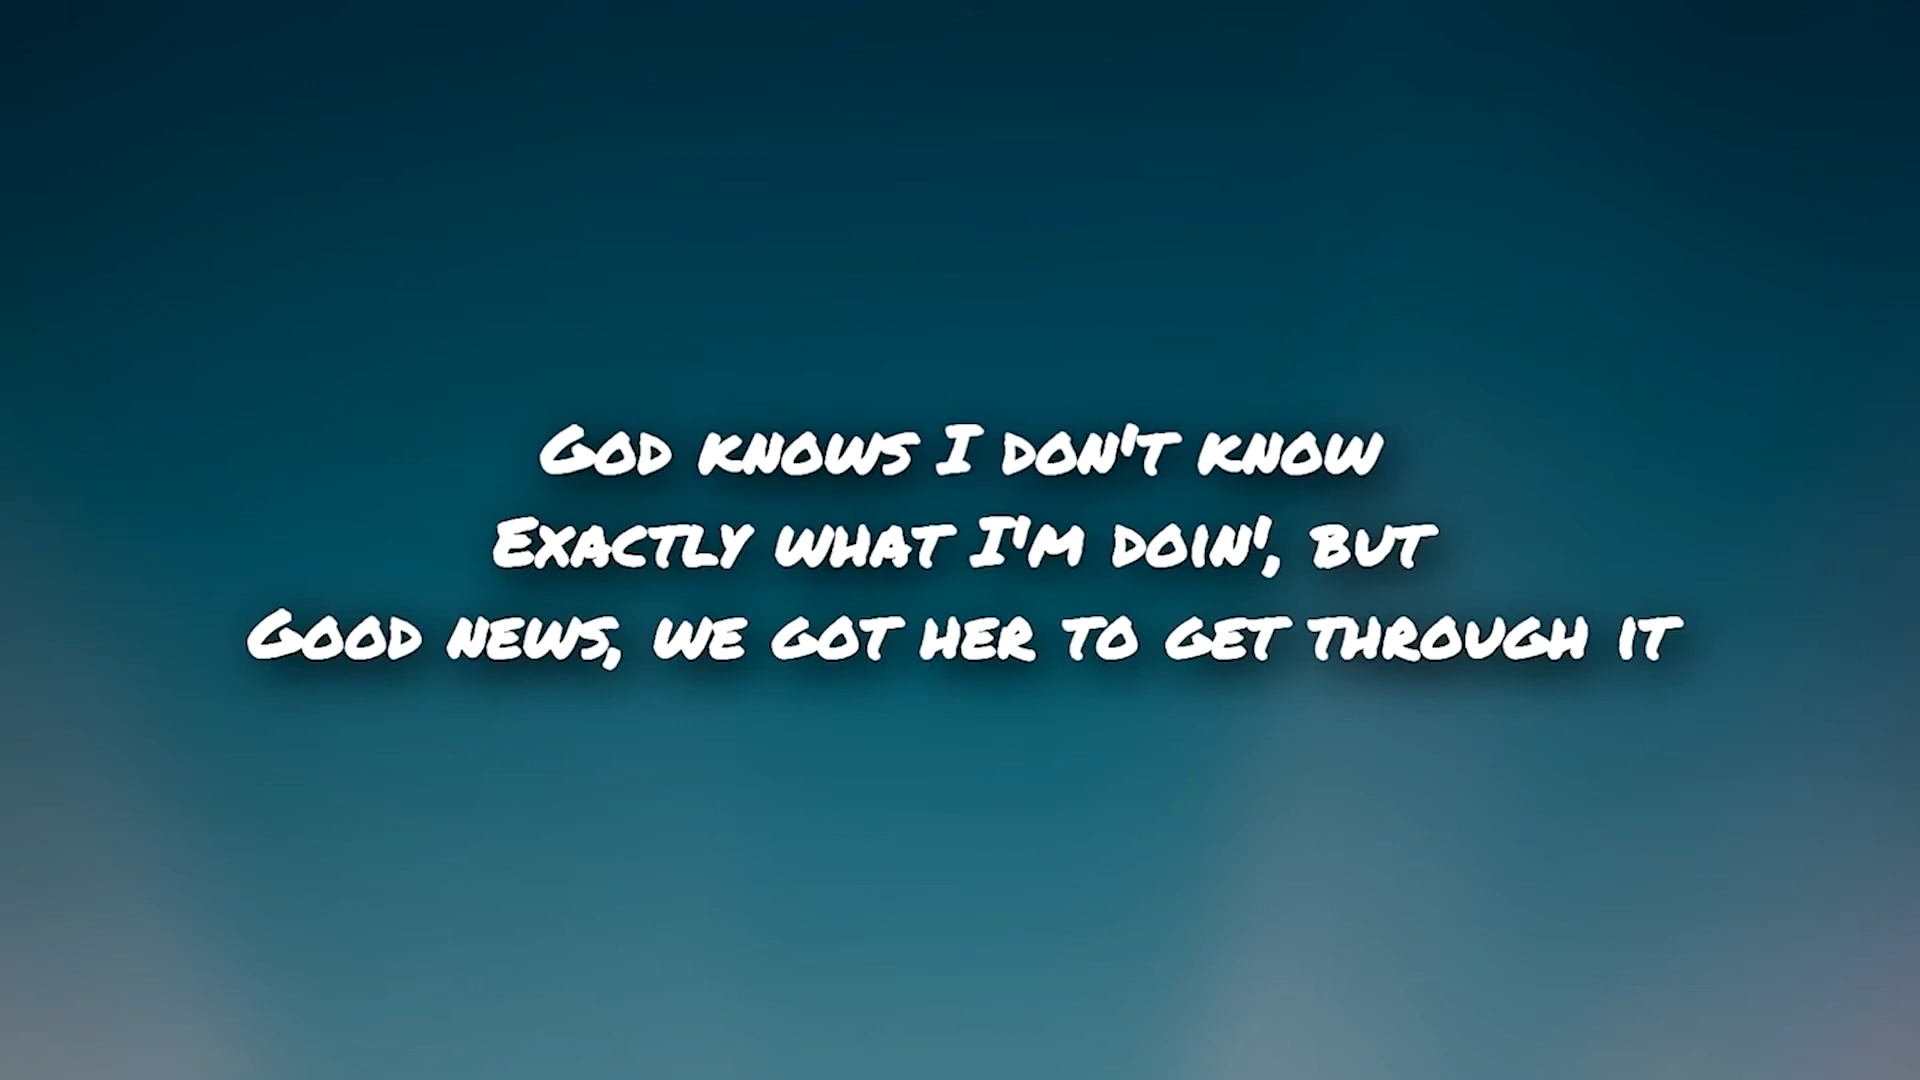 God knows I don't know
Exactly what I'm doin', but
Good news, we got her to get through it